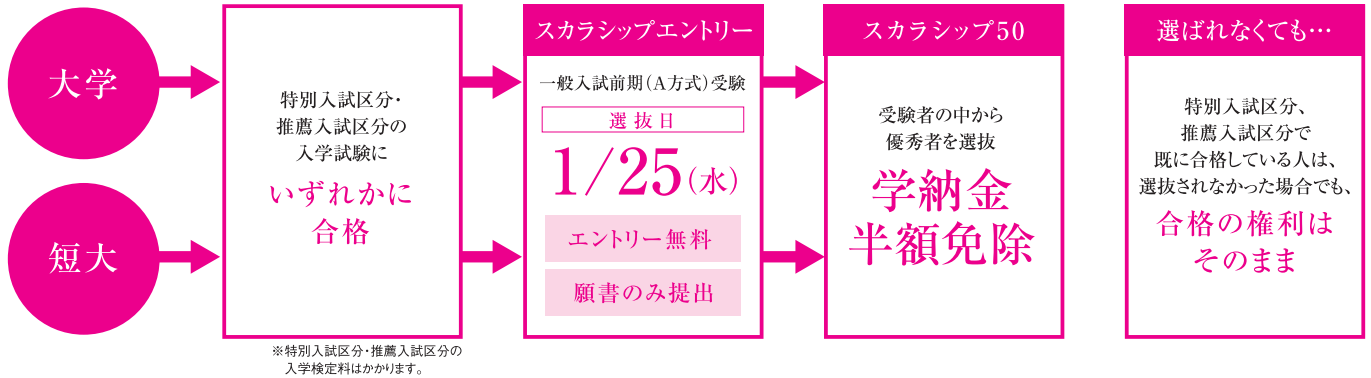 大学
短大
特別入試区分・
推薦入試区分の
入学試験に
いずれかに
合格
※特別入試区分・推薦入試区分の
入学検定料はかかります。
スカラシップエントリー
一般入試前期(A方式)受験
選抜日
1/25(水)
エントリー無料
願書のみ提出
スカラシップ50
受験者の中から
優秀者を選抜
学納金
半額免除
選ばれなくても…
特別入試区分、
推薦入試区分で
既に合格している人は、
選抜されなかった場合でも、
合格の権利は
そのまま